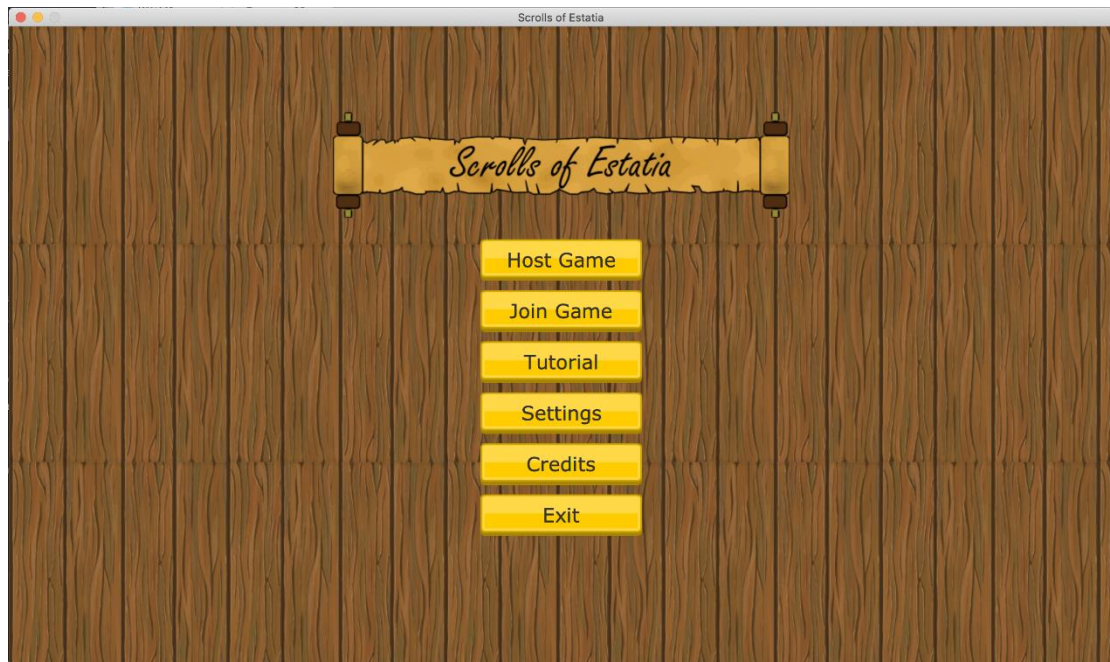 Scrolls of Estatia
Scrolls of Estatia
Host Game
Join Game
Tutorial
Settings
Credits
Exit